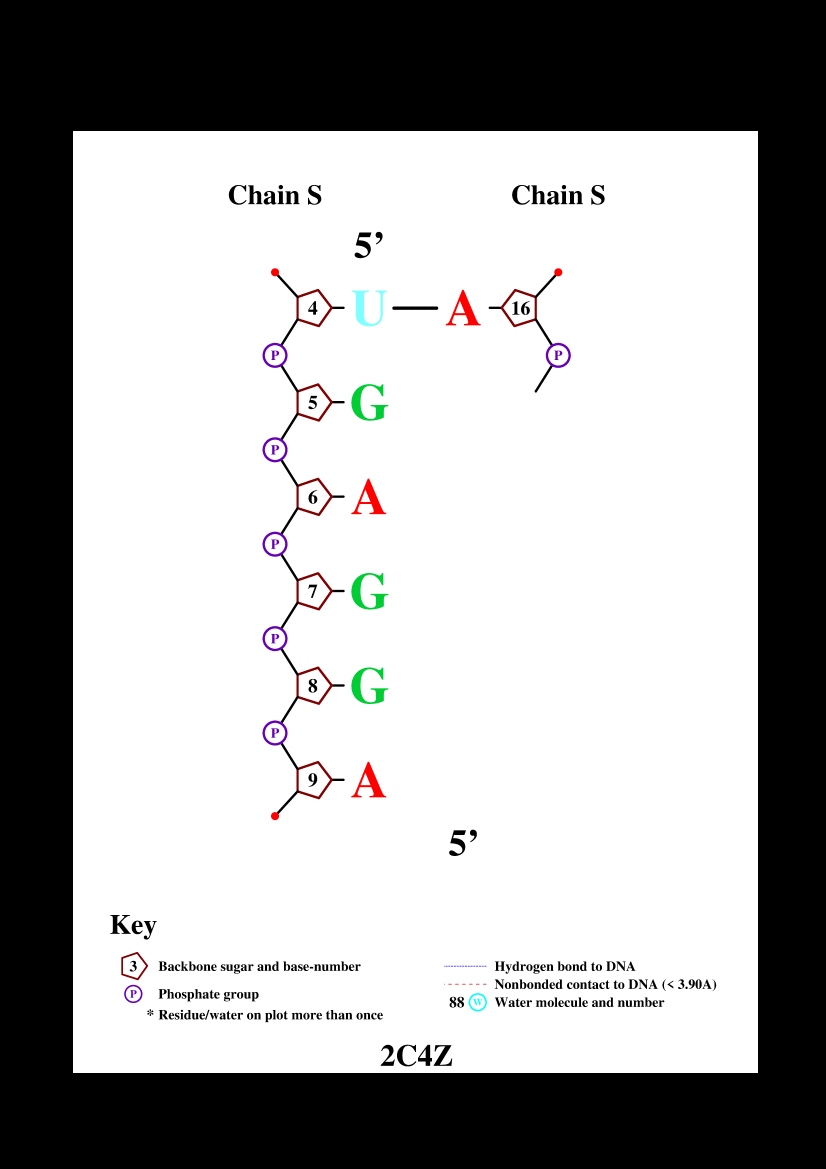 Chain S Chain S
5’
4 U A 16
P P
5 G
P
6 A
P
7 G
P
8 G
P
9 A
5’
Key
3 Backbone sugar and base-number
P Phosphate group
* Residue/water on plot more than once
Hydrogen bond to DNA
Nonbonded contact to DNA (< 3.90A)
88 W Water molecule and number
2C4Z